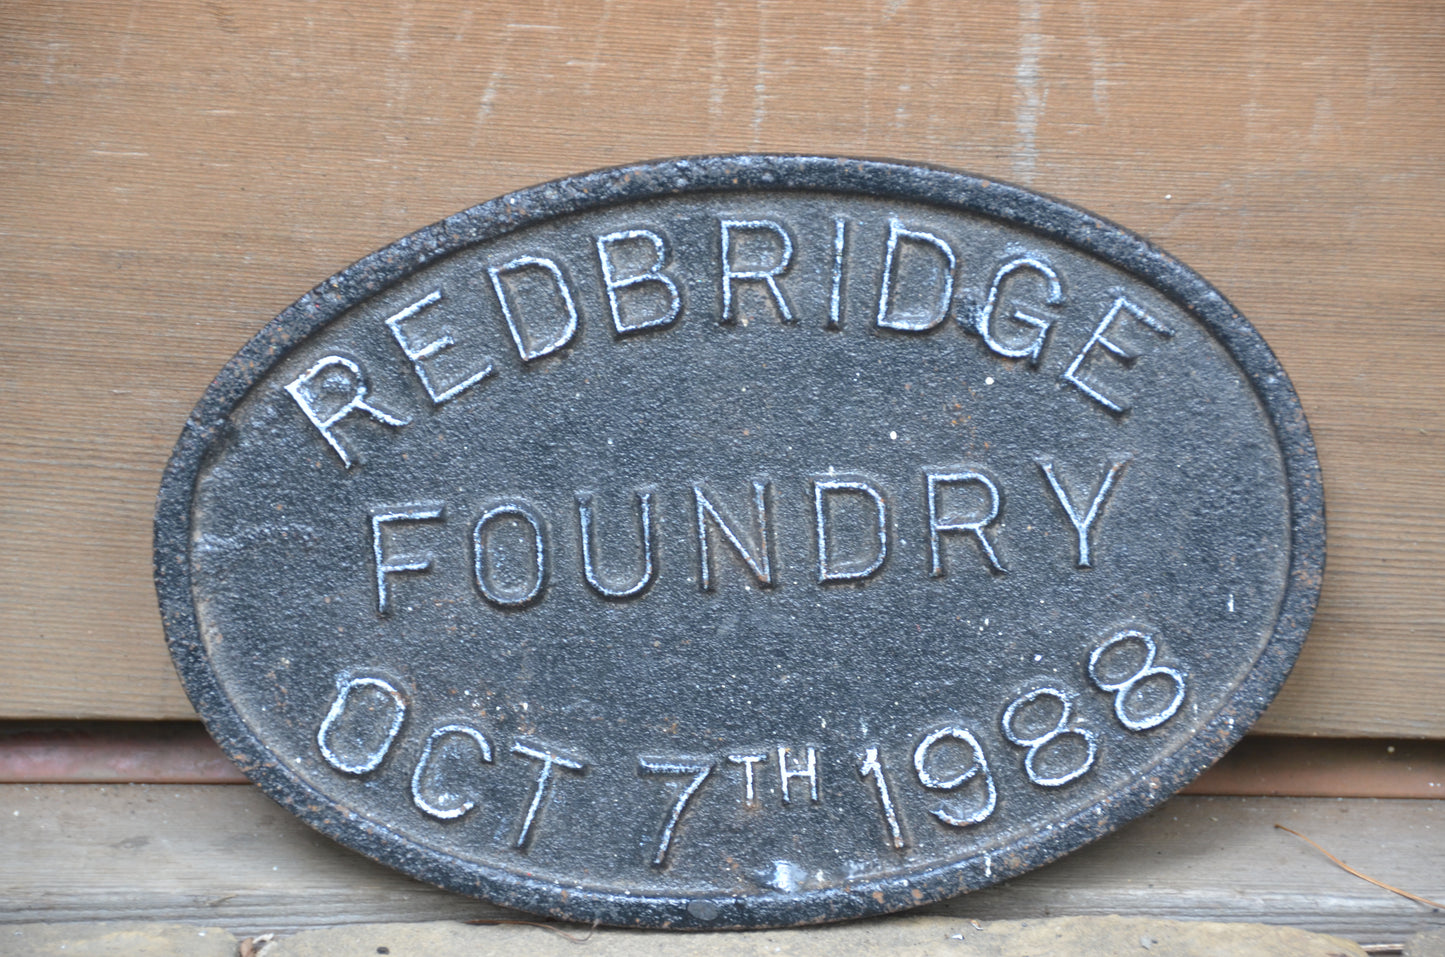 REDBRIDGE
FOUNDRY
OCT 7TH 1988